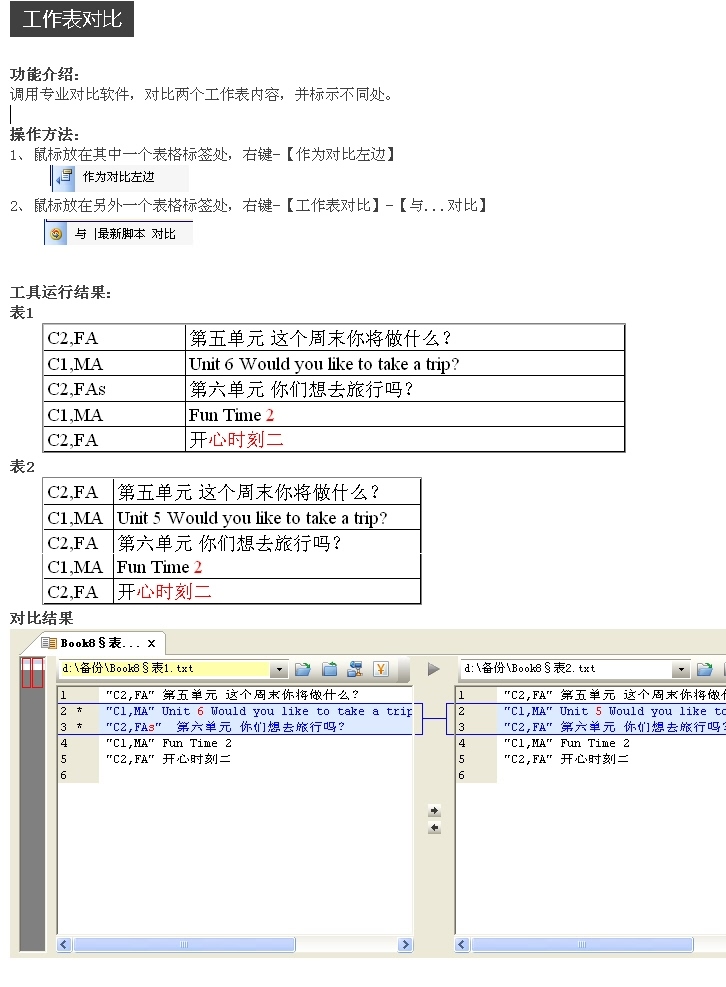 工作表对比
功能介绍：
调用专业对比软件，对比两个工作表内容，并标示不同处。
操作方法：
1、鼠标放在其中一个表格标签处，右键-【作为对比左边】
作为对比左边
2、鼠标放在另外一个表格标签处，右键-【工作表对比】-【与...对比】
与 |最新脚本 对比
工具运行结果：
表1
C2,FA 第五单元 这个周末你将做什么？
C1,MA Unit 6 Would you like to take a trip?
C2,FAs 第六单元 你们想去旅行吗？
C1,MA Fun Time 2
C2,FA 开心时刻二
表2
C2,FA 第五单元 这个周末你将做什么？
C1,MA Unit 5 Would you like to take a trip?
C2,FA 第六单元 你们想去旅行吗？
C1,MA Fun Time 2
C2,FA 开心时刻二
对比结果
Book8§表... x
d:\备份\Book8§表1.txt
1 "C2,FA" 第五单元 这个周末你将做什么？
2 * "C1,MA" Unit 6 Would you like to take a trip
3 * "C2,FAs" 第六单元 你们想去旅行吗？
4 "C1,MA" Fun Time 2
5 "C2,FA" 开心时刻二
6
d:\备份\Book8§表2.txt
1 "C2,FA" 第五单元 这个周末你将做
2 "C1,MA" Unit 5 Would you like to
3 "C2,FA" 第六单元 你们想去旅行吗
4 "C1,MA" Fun Time 2
5 "C2,FA" 开心时刻二
6